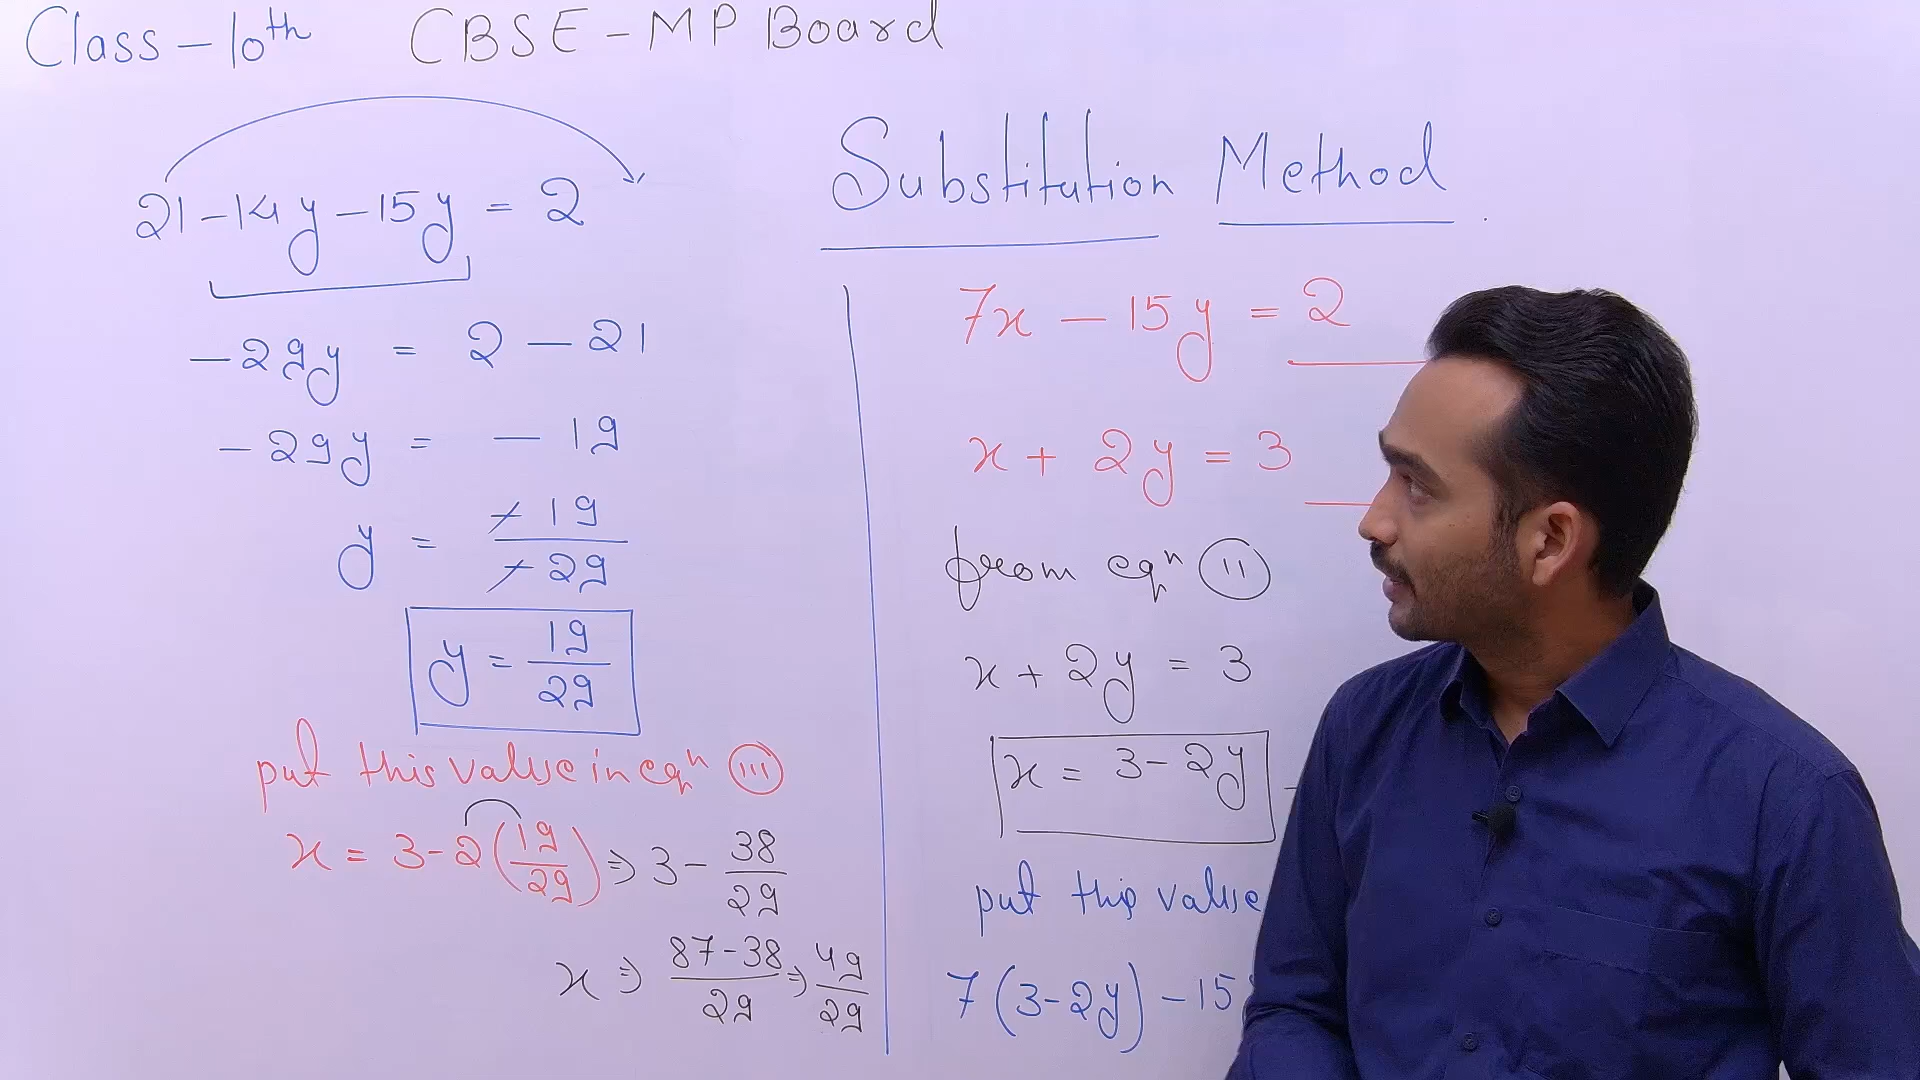 Class – 10th CBSE – MP Board
Substitution Method
21 – 14y – 15y = 2
– 29y = 2 – 21
– 29y = – 19
y = – 19 / – 29
y = 19/29
put this value in eqn (III)
x = 3 – 2 (19/29) ⇒ 3 – 38/29
x ⇒ 87 – 38 / 29 ⇒ 49/29
7x – 15y = 2
x + 2y = 3
from eqn (II)
x + 2y = 3
x = 3 – 2y
put this value
7 (3 – 2y) – 15